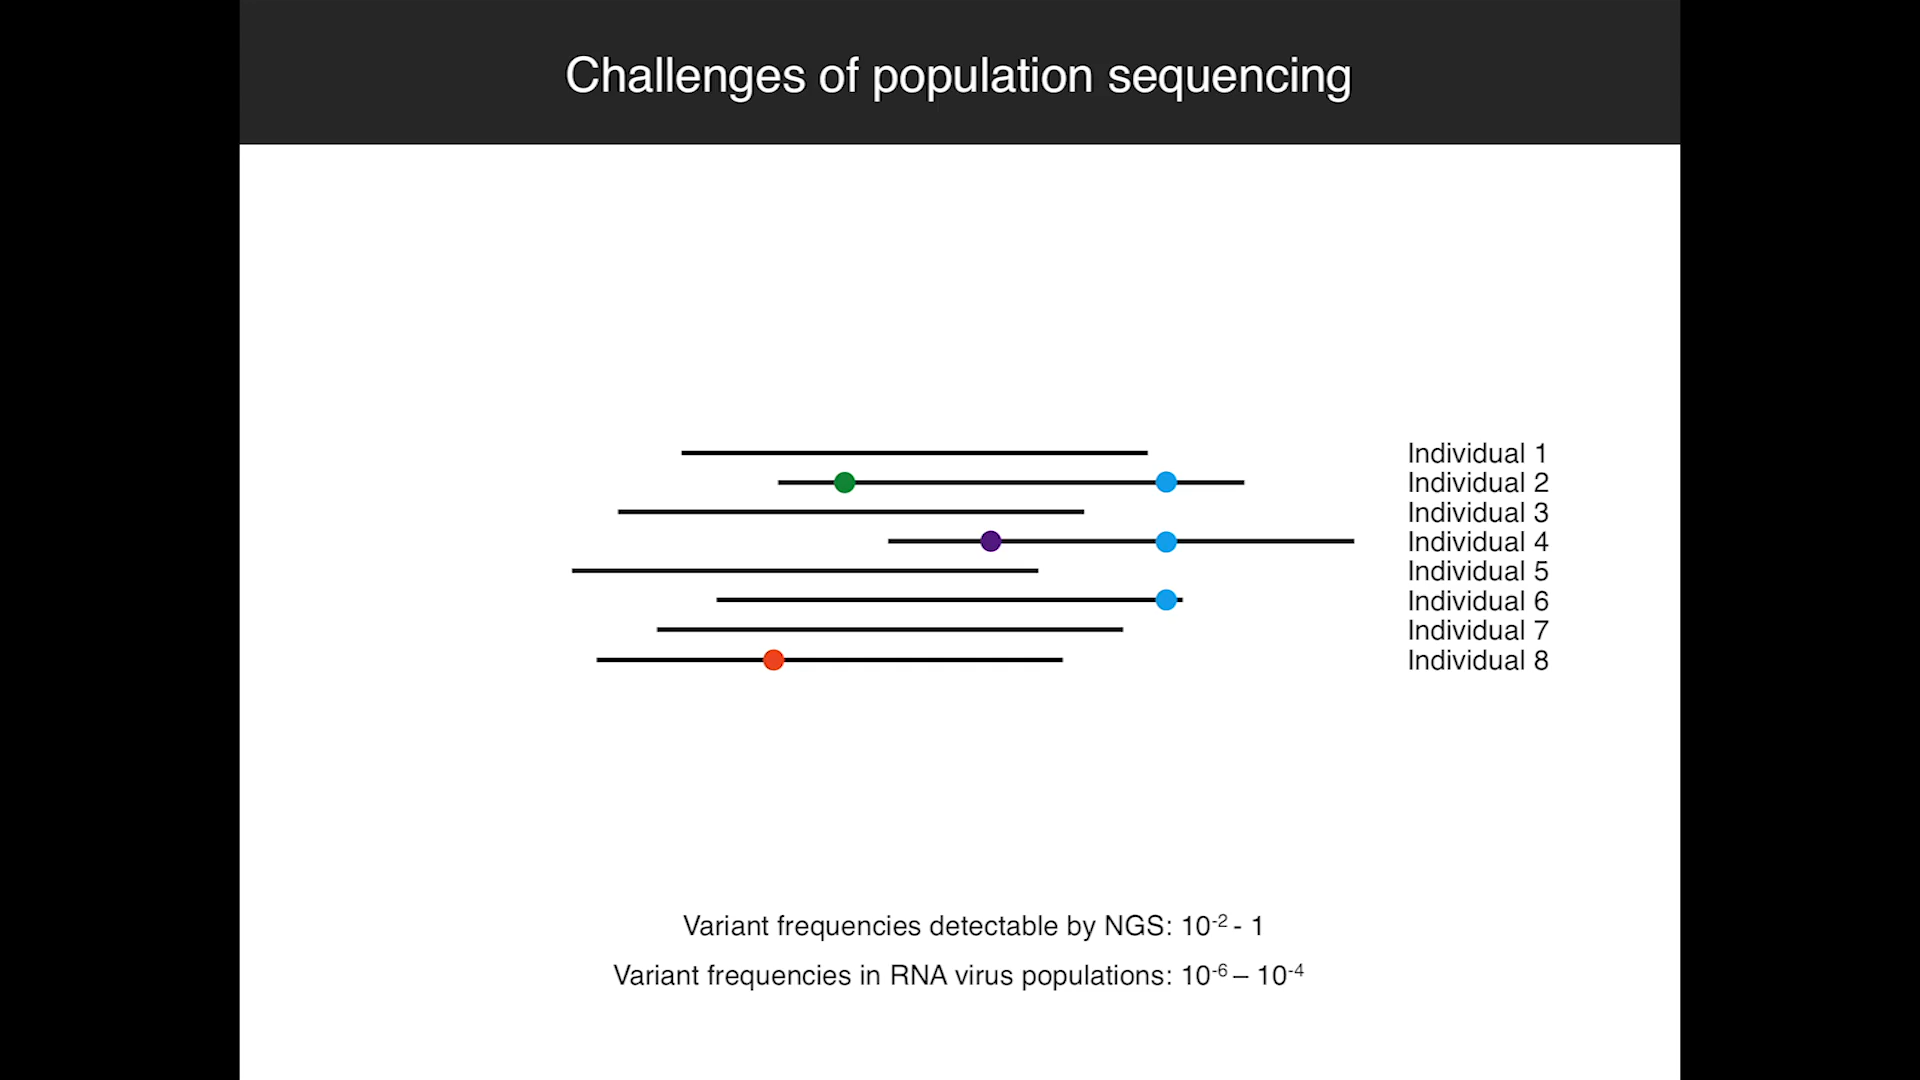 Challenges of population sequencing
Individual 1
Individual 2
Individual 3
Individual 4
Individual 5
Individual 6
Individual 7
Individual 8
Variant frequencies detectable by NGS: 10⁻² - 1
Variant frequencies in RNA virus populations: 10⁻⁶ – 10⁻⁴